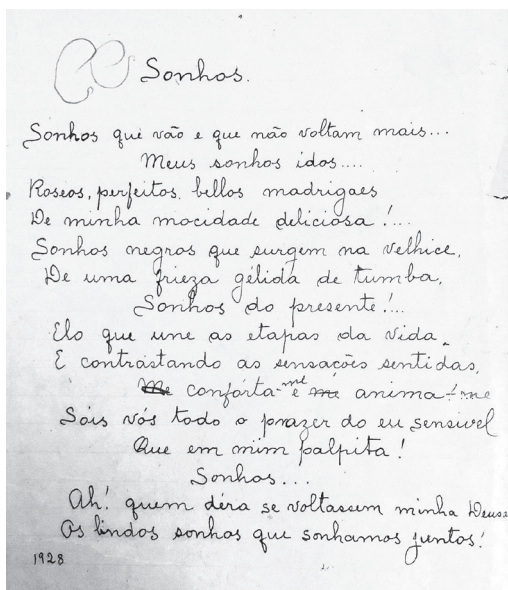 Sonhos.
Sonhos que vão e que não voltam mais...
Meus sonhos idos....
Roseos, perfeitos, bellos madrigaes
De minha mocidade deliciosa!...
Sonhos negros que surgem na velhice,
De uma frieza gélida de tumba,
Sonhos do presente!...
Elo que une as etapas da vida.
E contrastando as sensações sentidas,
conforta-me e anima-me
Sois vós todo o prazer do eu sensivel
Que em mim palpita!
Sonhos...
Ah! quem déra se voltassem minha Deusa
Os lindos sonhos que sonhamos juntos!
1928